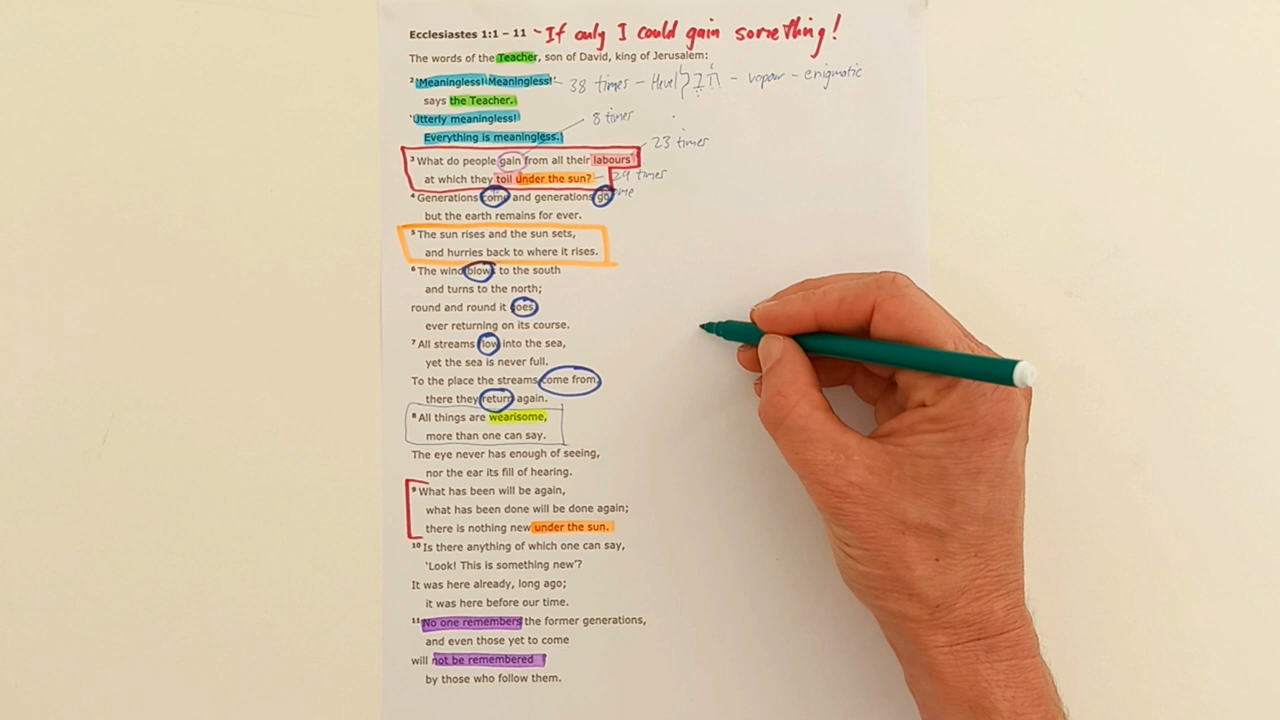 Ecclesiastes 1:1 – 11 ~ If only I could gain something!
The words of the Teacher, son of David, king of Jerusalem:
2 'Meaningless! Meaningless!' – 38 times – Hevel הֶבֶל – vapour – enigmatic
says the Teacher.
'Utterly meaningless!
8 times
Everything is meaningless.'
23 times
3 What do people gain from all their labours
at which they toil under the sun? – 29 times
4 Generations come and generations go
but the earth remains for ever.
5 The sun rises and the sun sets,
and hurries back to where it rises.
6 The wind blows to the south
and turns to the north;
round and round it goes,
ever returning on its course.
7 All streams flow into the sea,
yet the sea is never full.
To the place the streams come from,
there they return again.
8 All things are wearisome,
more than one can say.
The eye never has enough of seeing,
nor the ear its fill of hearing.
9 What has been will be again,
what has been done will be done again;
there is nothing new under the sun.
10 Is there anything of which one can say,
'Look! This is something new'?
It was here already, long ago;
it was here before our time.
11 No one remembers the former generations,
and even those yet to come
will not be remembered
by those who follow them.